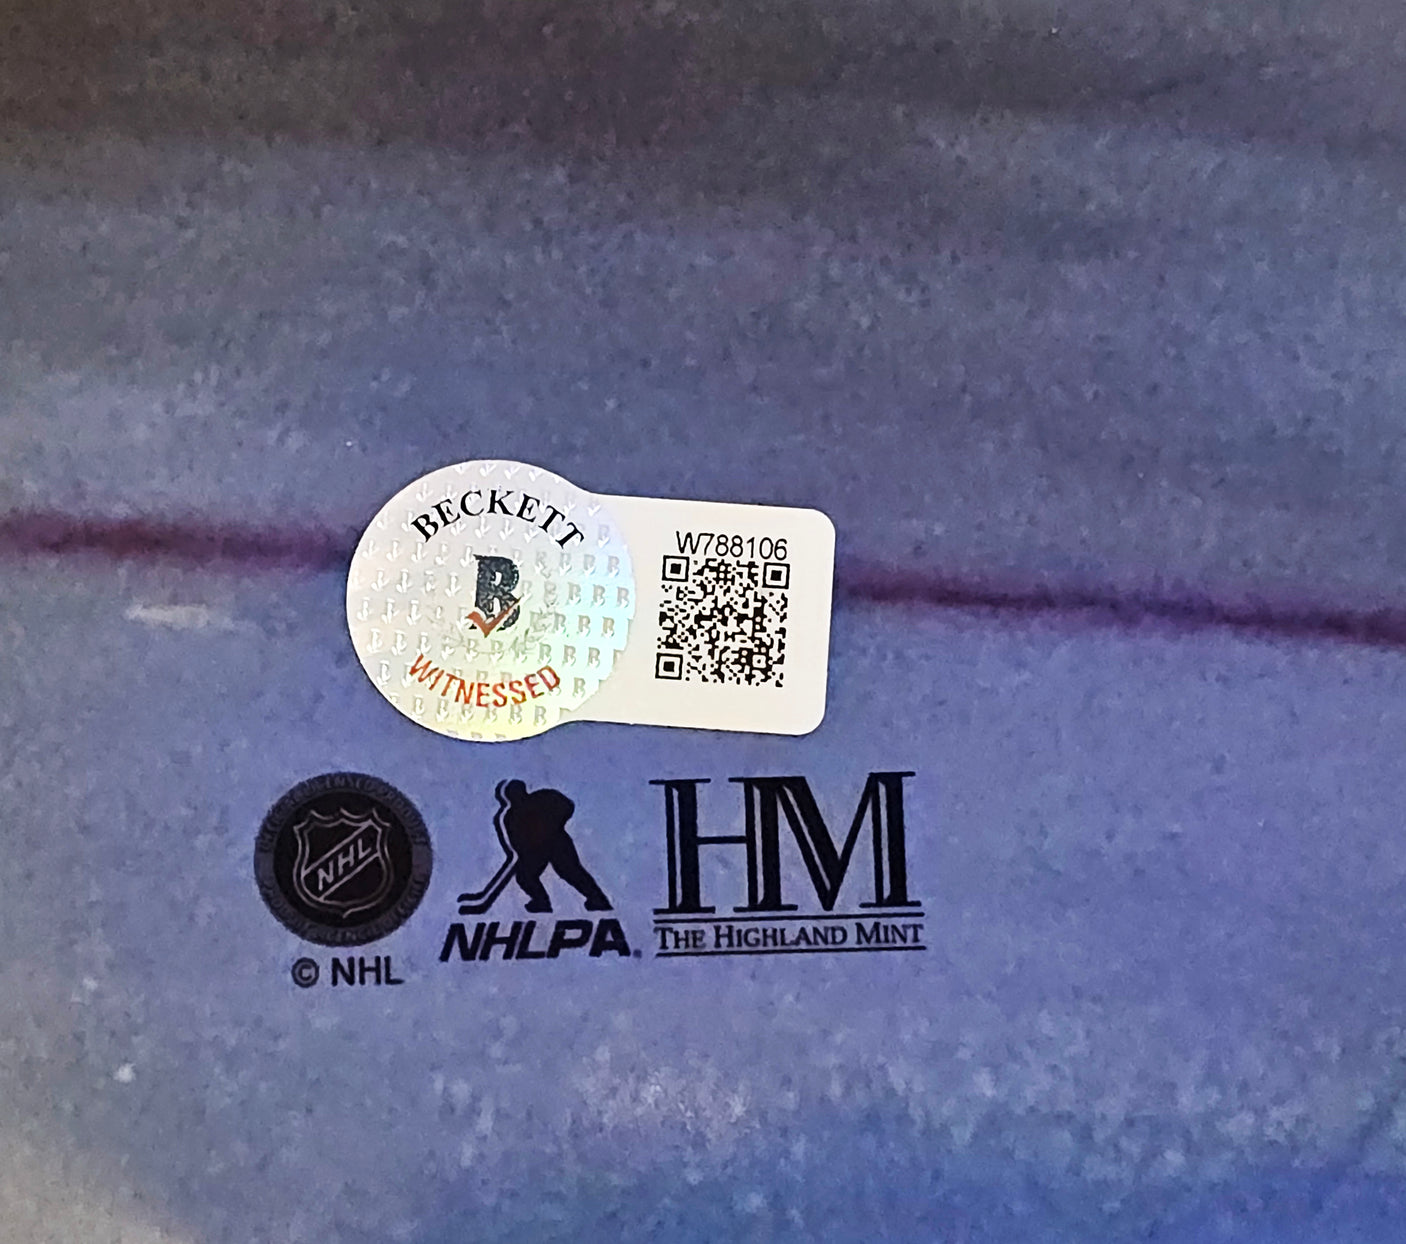 BECKETT
B
WITNESSED
W788106
NHL
© NHL
NHLPA.
HM
THE HIGHLAND MINT